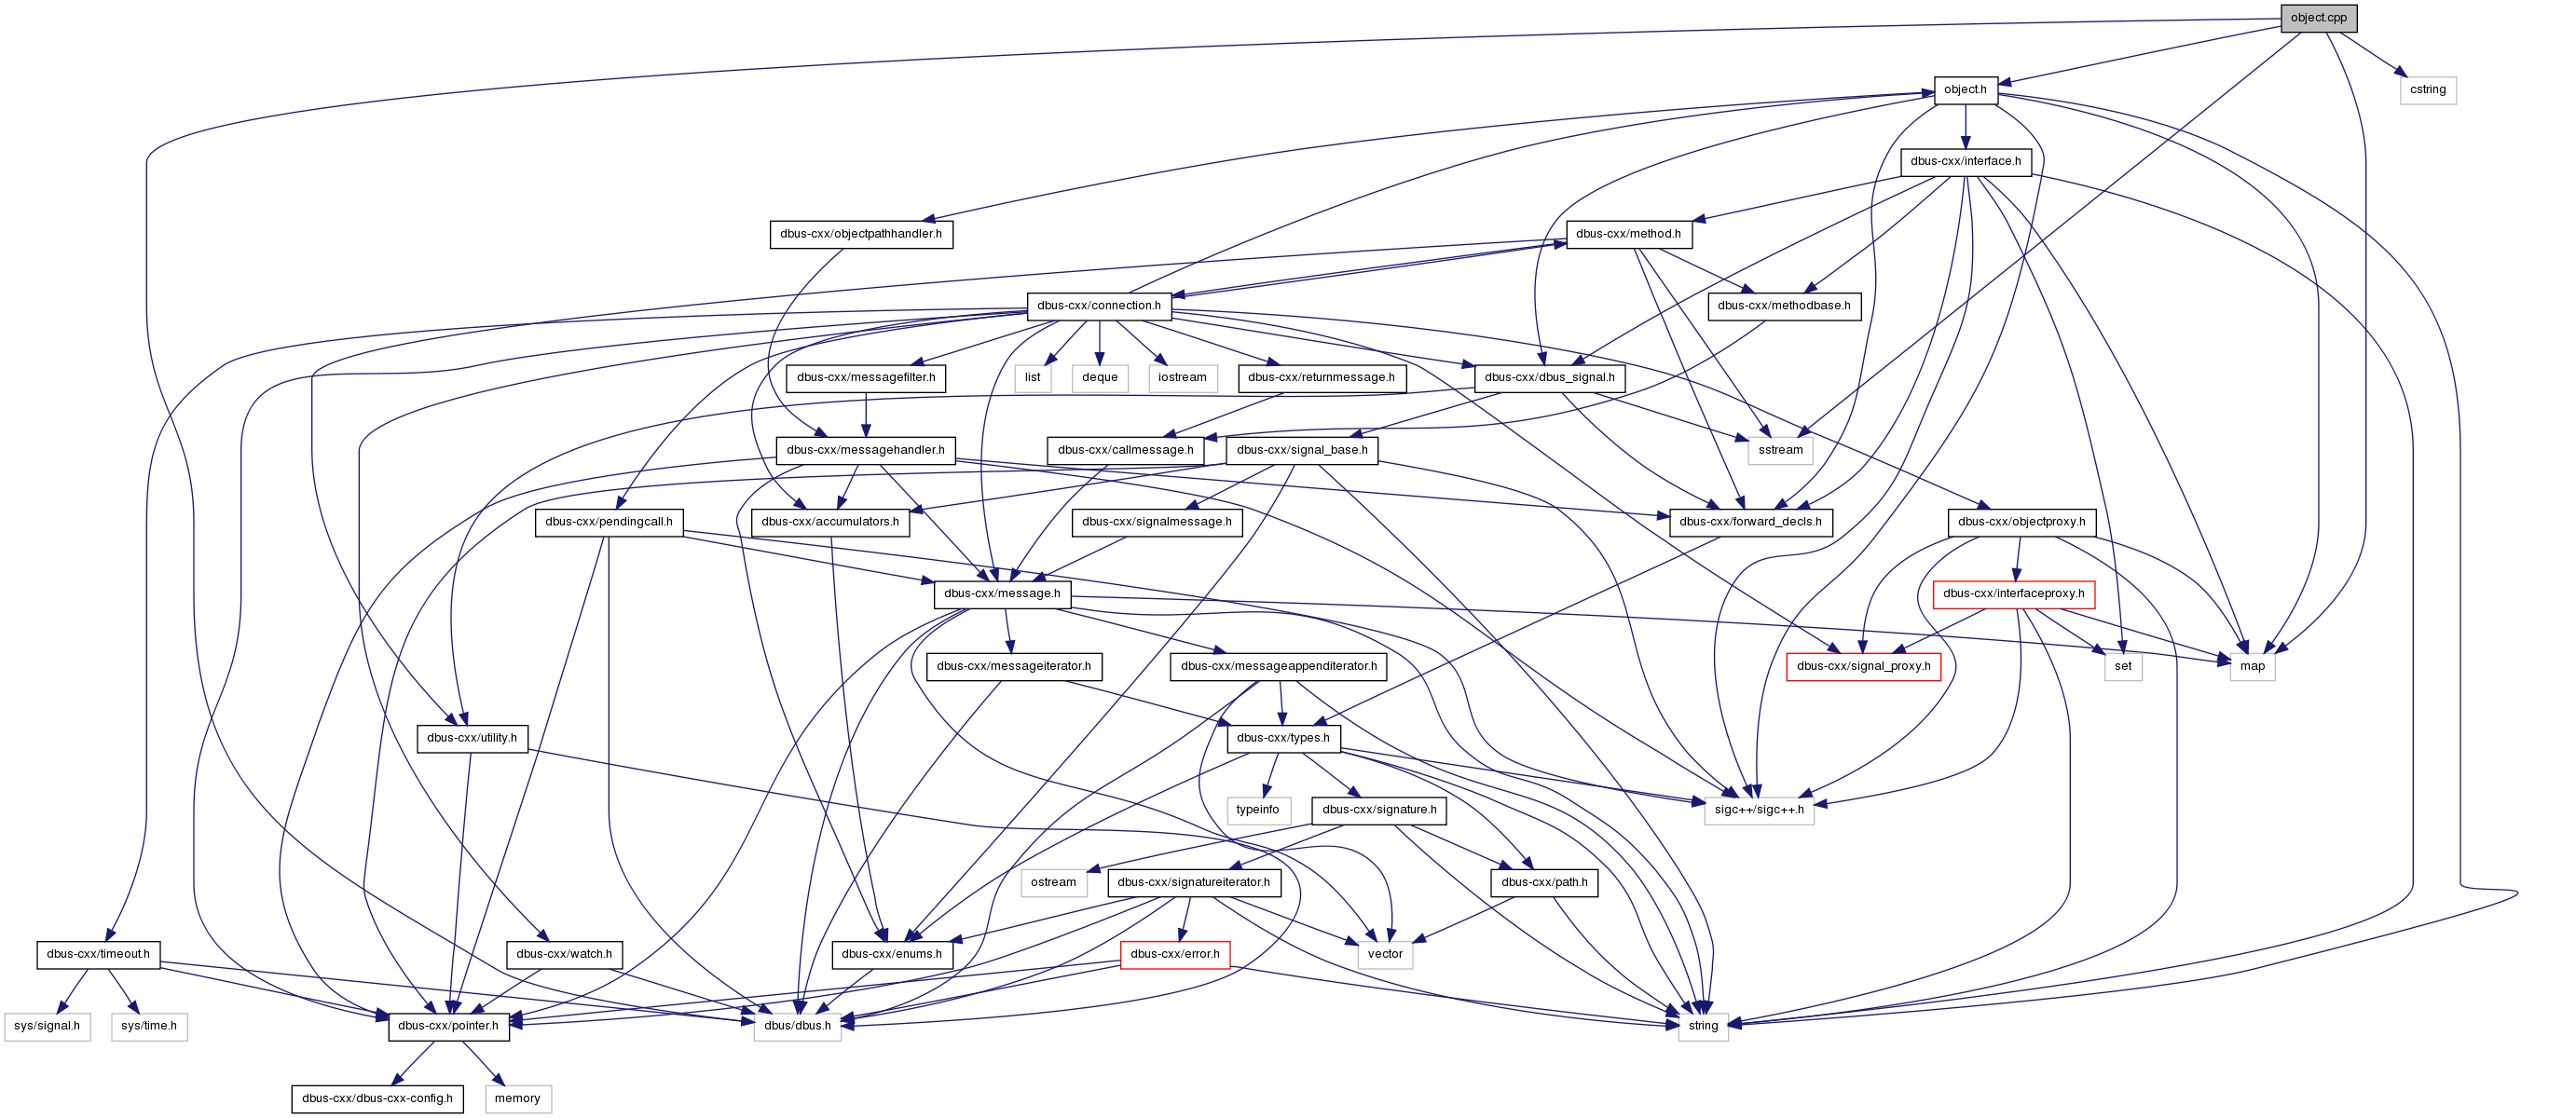 object.cpp
object.h
cstring
dbus-cxx/interface.h
dbus-cxx/objectpathhandler.h
dbus-cxx/method.h
dbus-cxx/connection.h
dbus-cxx/methodbase.h
dbus-cxx/messagefilter.h
list
deque
iostream
dbus-cxx/returnmessage.h
dbus-cxx/dbus_signal.h
dbus-cxx/messagehandler.h
dbus-cxx/callmessage.h
dbus-cxx/signal_base.h
sstream
dbus-cxx/pendingcall.h
dbus-cxx/accumulators.h
dbus-cxx/signalmessage.h
dbus-cxx/forward_decls.h
dbus-cxx/objectproxy.h
dbus-cxx/message.h
dbus-cxx/interfaceproxy.h
dbus-cxx/messageiterator.h
dbus-cxx/messageappenditerator.h
dbus-cxx/signal_proxy.h
set
map
dbus-cxx/utility.h
dbus-cxx/types.h
typeinfo
dbus-cxx/signature.h
sigc++/sigc++.h
ostream
dbus-cxx/signatureiterator.h
dbus-cxx/path.h
dbus-cxx/timeout.h
dbus-cxx/watch.h
dbus-cxx/enums.h
dbus-cxx/error.h
vector
sys/signal.h
sys/time.h
dbus-cxx/pointer.h
dbus/dbus.h
string
dbus-cxx/dbus-cxx-config.h
memory